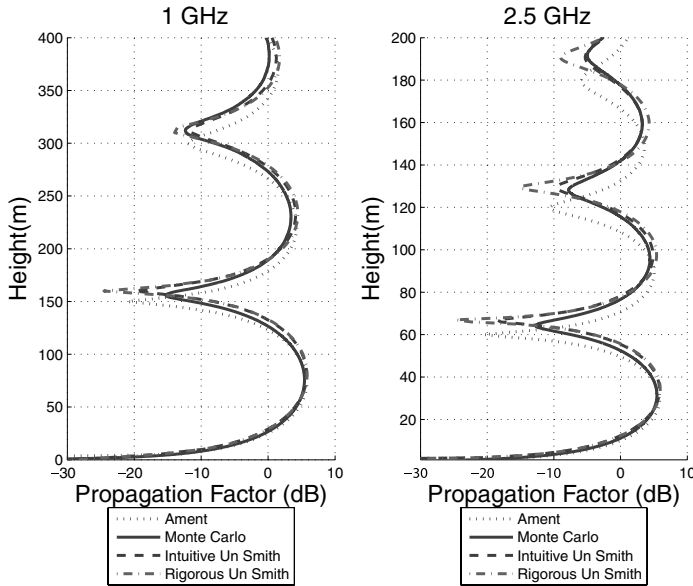 1 GHz
400
350
300
250
200
150
100
50
0
Height(m)
−30
−20
−10
0
10
Propagation Factor (dB)
Ament
Monte Carlo
Intuitive Un Smith
Rigorous Un Smith
2.5 GHz
200
180
160
140
120
100
80
60
40
20
Height(m)
−30
−20
−10
0
10
Propagation Factor (dB)
Ament
Monte Carlo
Intuitive Un Smith
Rigorous Un Smith